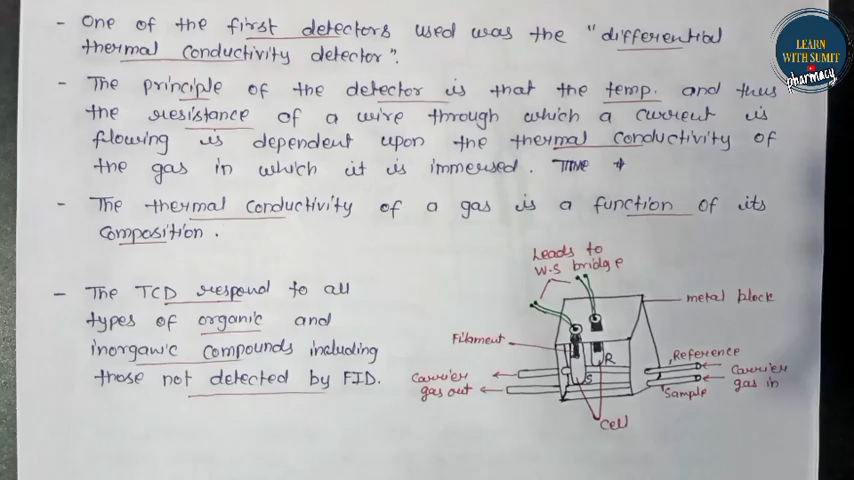 - One of the first detectors used was the "differential
thermal conductivity detector".
- The principle of the detector is that the temp. and thus
the resistance of a wire through which a current is
flowing is dependent upon the thermal conductivity of
the gas in which it is immersed.
- The thermal conductivity of a gas is a function of its
composition.
- The TCD respond to all
types of organic and
inorganic compounds including
those not detected by FID.
Leads to
W.S bridge
metal block
Filament
R
S
Reference
Sample
Carrier
gas in
Carrier
gas out
Cell
LEARN
WITH SUMIT
pharmacy